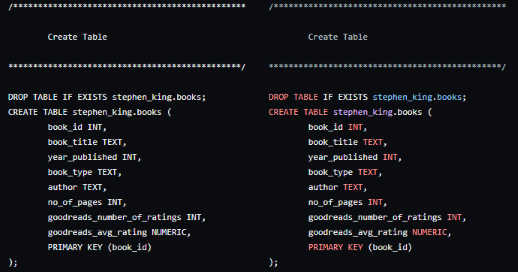 /***********************************************
Create Table
***********************************************/
DROP TABLE IF EXISTS stephen_king.books;
CREATE TABLE stephen_king.books (
book_id INT,
book_title TEXT,
year_published INT,
book_type TEXT,
author TEXT,
no_of_pages INT,
goodreads_number_of_ratings INT,
goodreads_avg_rating NUMERIC,
PRIMARY KEY (book_id)
);
/***********************************************
Create Table
***********************************************/
DROP TABLE IF EXISTS stephen_king.books;
CREATE TABLE stephen_king.books (
book_id INT,
book_title TEXT,
year_published INT,
book_type TEXT,
author TEXT,
no_of_pages INT,
goodreads_number_of_ratings INT,
goodreads_avg_rating NUMERIC,
PRIMARY KEY (book_id)
);